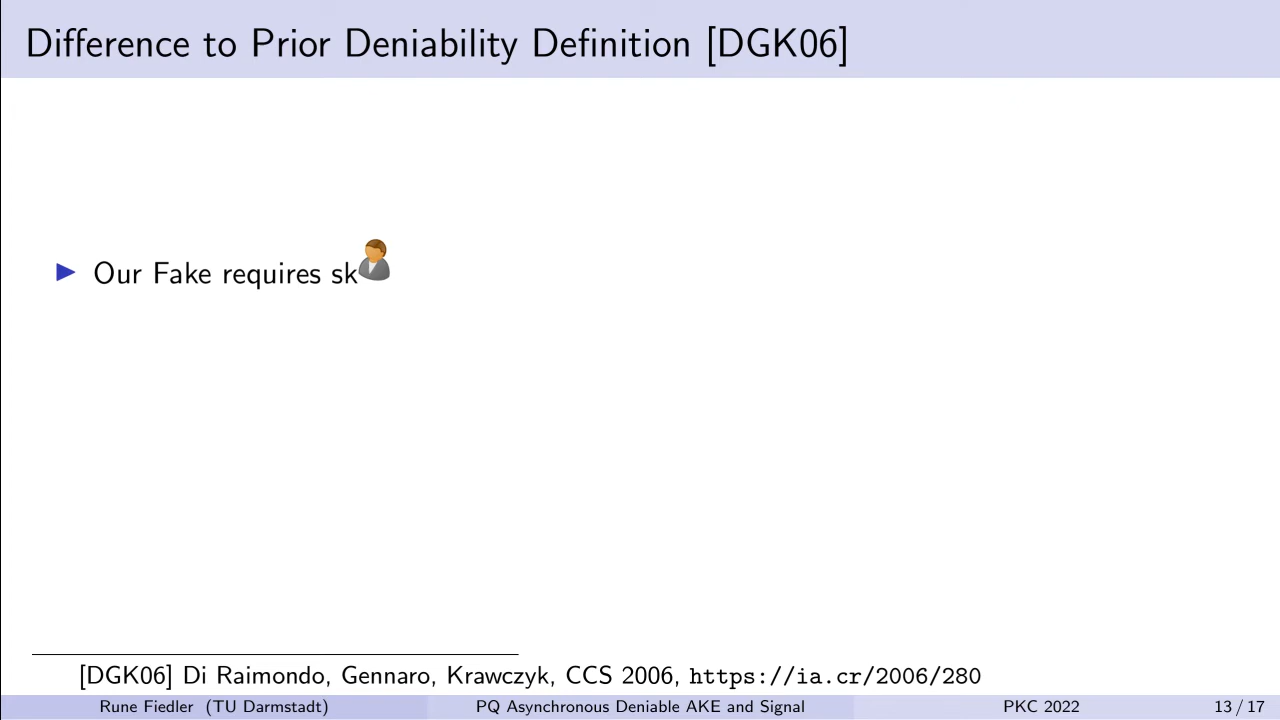 Difference to Prior Deniability Definition [DGK06]
Our Fake requires sk
[DGK06] Di Raimondo, Gennaro, Krawczyk, CCS 2006, https://ia.cr/2006/280
Rune Fiedler (TU Darmstadt) PQ Asynchronous Deniable AKE and Signal PKC 2022 13 / 17